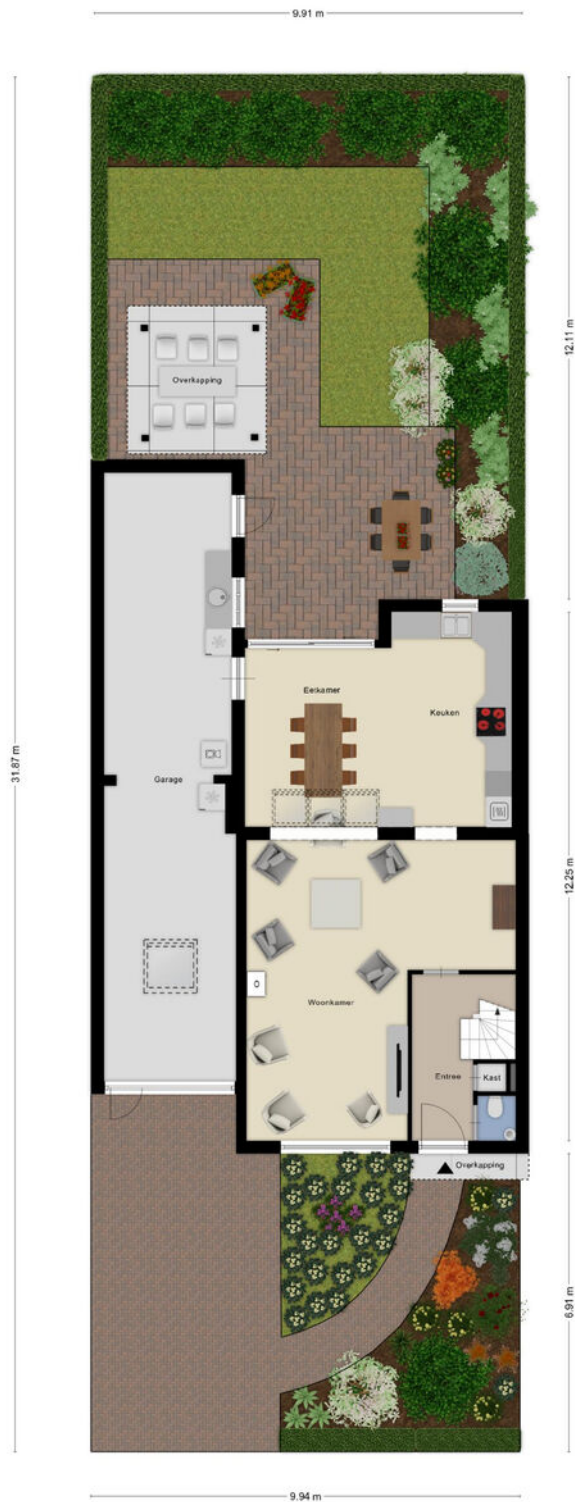 9.91 m
12.11 m
Overkapping
Eetkamer
Keuken
31.87 m
Garage
12.25 m
Woonkamer
Entree
Kast
Overkapping
6.91 m
9.94 m